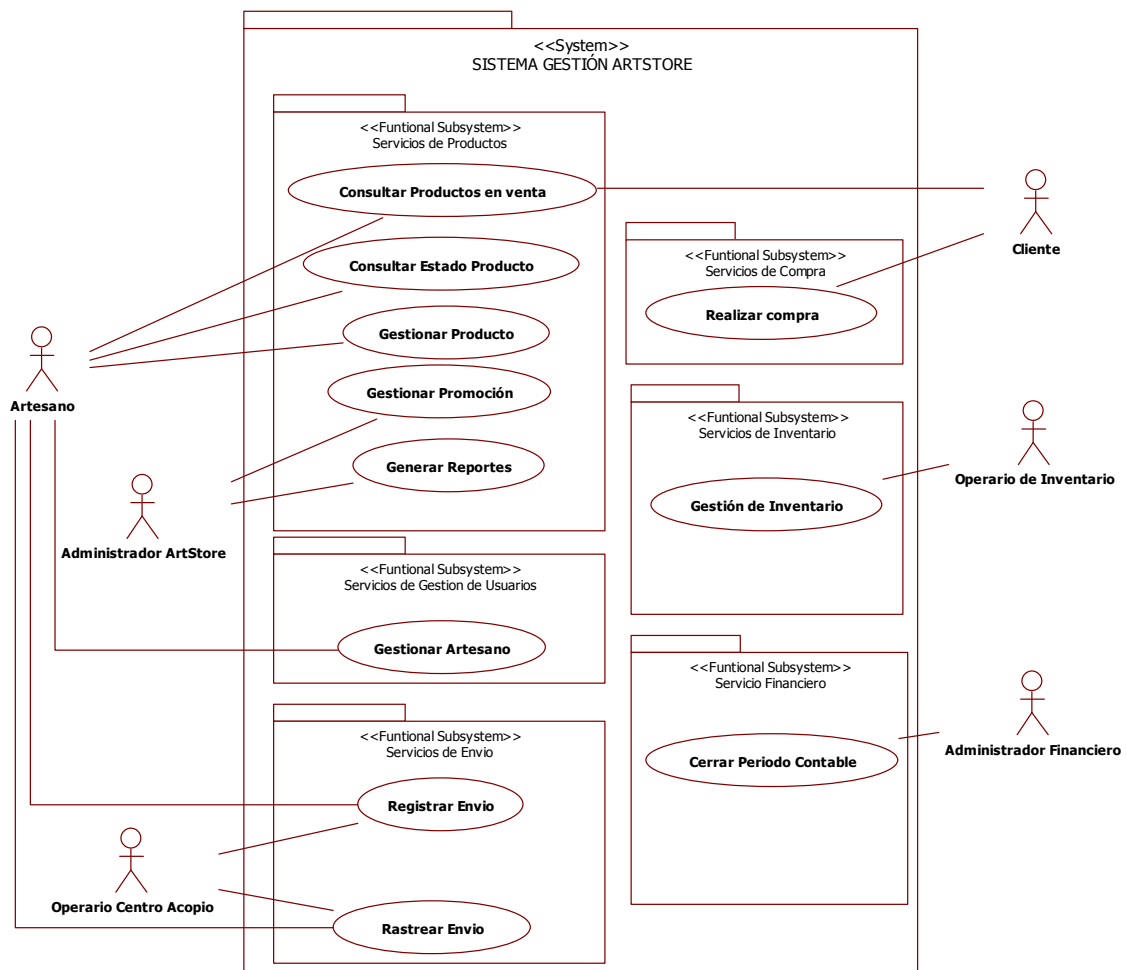 <<System>>
SISTEMA GESTIÓN ARTSTORE
<<Funtional Subsystem>>
Servicios de Productos
Consultar Productos en venta
Consultar Estado Producto
Gestionar Producto
Gestionar Promoción
Generar Reportes
<<Funtional Subsystem>>
Servicios de Compra
Realizar compra
Cliente
Artesano
<<Funtional Subsystem>>
Servicios de Inventario
Gestión de Inventario
Operario de Inventario
Administrador ArtStore
<<Funtional Subsystem>>
Servicios de Gestion de Usuarios
Gestionar Artesano
<<Funtional Subsystem>>
Servicio Financiero
Cerrar Periodo Contable
Administrador Financiero
<<Funtional Subsystem>>
Servicios de Envio
Registrar Envio
Operario Centro Acopio
Rastrear Envio